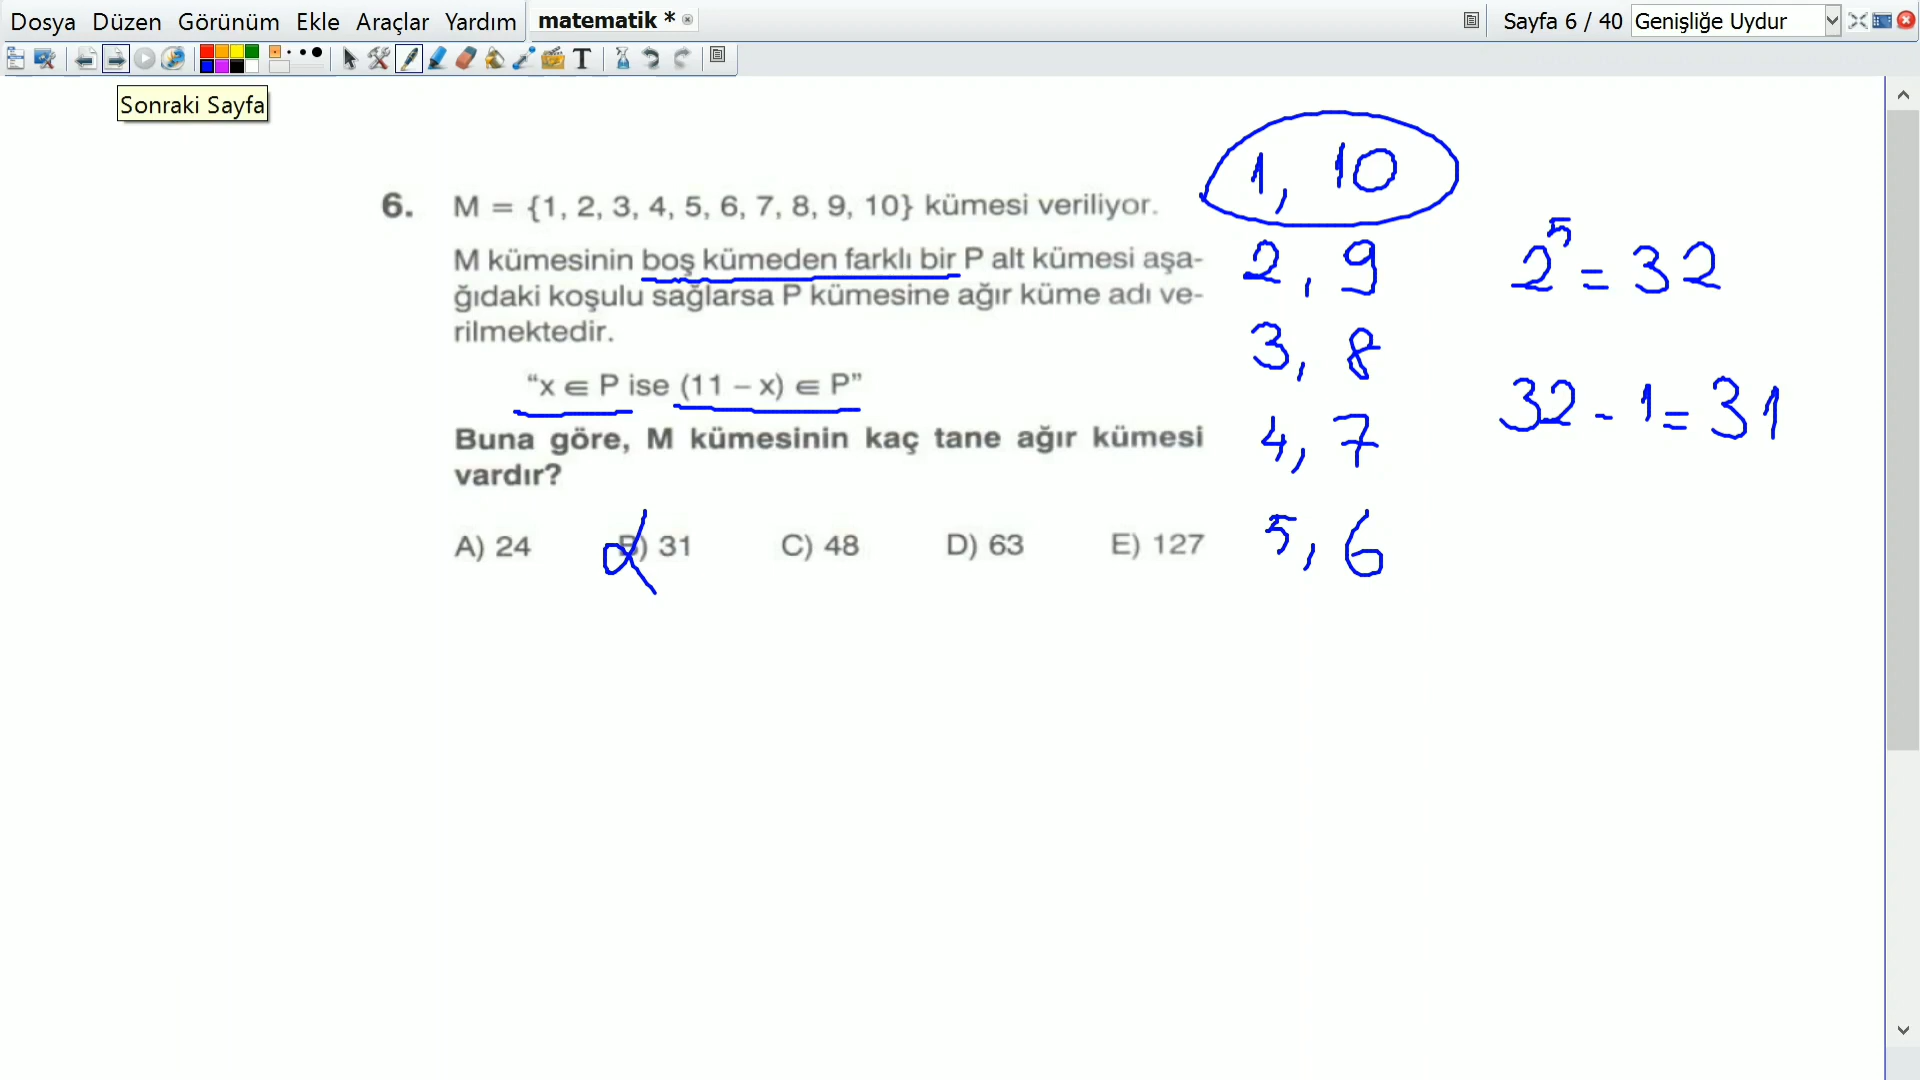 Dosya Düzen Görünüm Ekle Araçlar Yardım matematik * Sayfa 6 / 40 Genişliğe Uydur
Sonraki Sayfa
6. M = {1, 2, 3, 4, 5, 6, 7, 8, 9, 10} kümesi veriliyor.
M kümesinin boş kümeden farklı bir P alt kümesi aşa-
ğıdaki koşulu sağlarsa P kümesine ağır küme adı ve-
rilmektedir.
“x ∈ P ise (11 – x) ∈ P”
Buna göre, M kümesinin kaç tane ağır kümesi
vardır?
A) 24 B) 31 C) 48 D) 63 E) 127
1, 10
2, 9
3, 8
4, 7
5, 6
2⁵ = 32
32 - 1 = 31